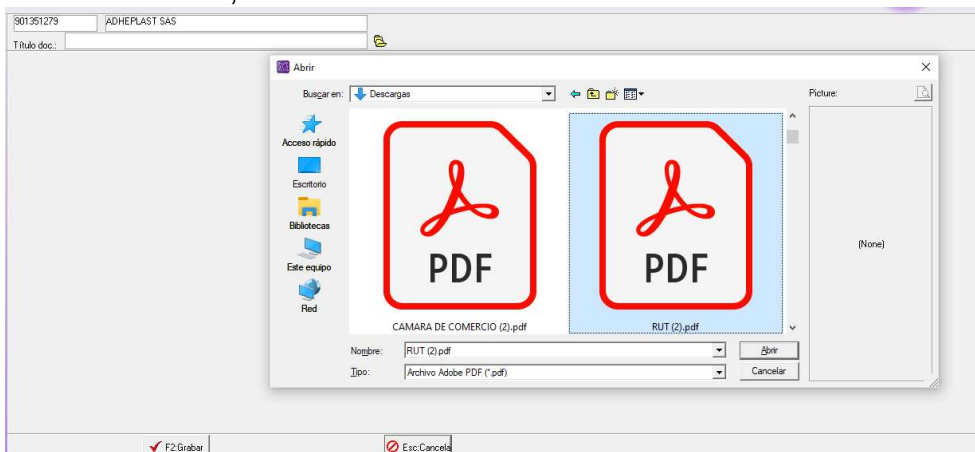 901351279 ADHEPLAST SAS
Título doc.:
Abrir
Buscar en: Descargas Picture:
Acceso rápido
Escritorio
Bibliotecas
Este equipo
Red
PDF PDF
(None)
CAMARA DE COMERCIO (2).pdf RUT (2).pdf
Nombre: RUT (2).pdf Abrir
Tipo: Archivo Adobe PDF (*.pdf) Cancelar
F2:Grabar Esc:Cancela